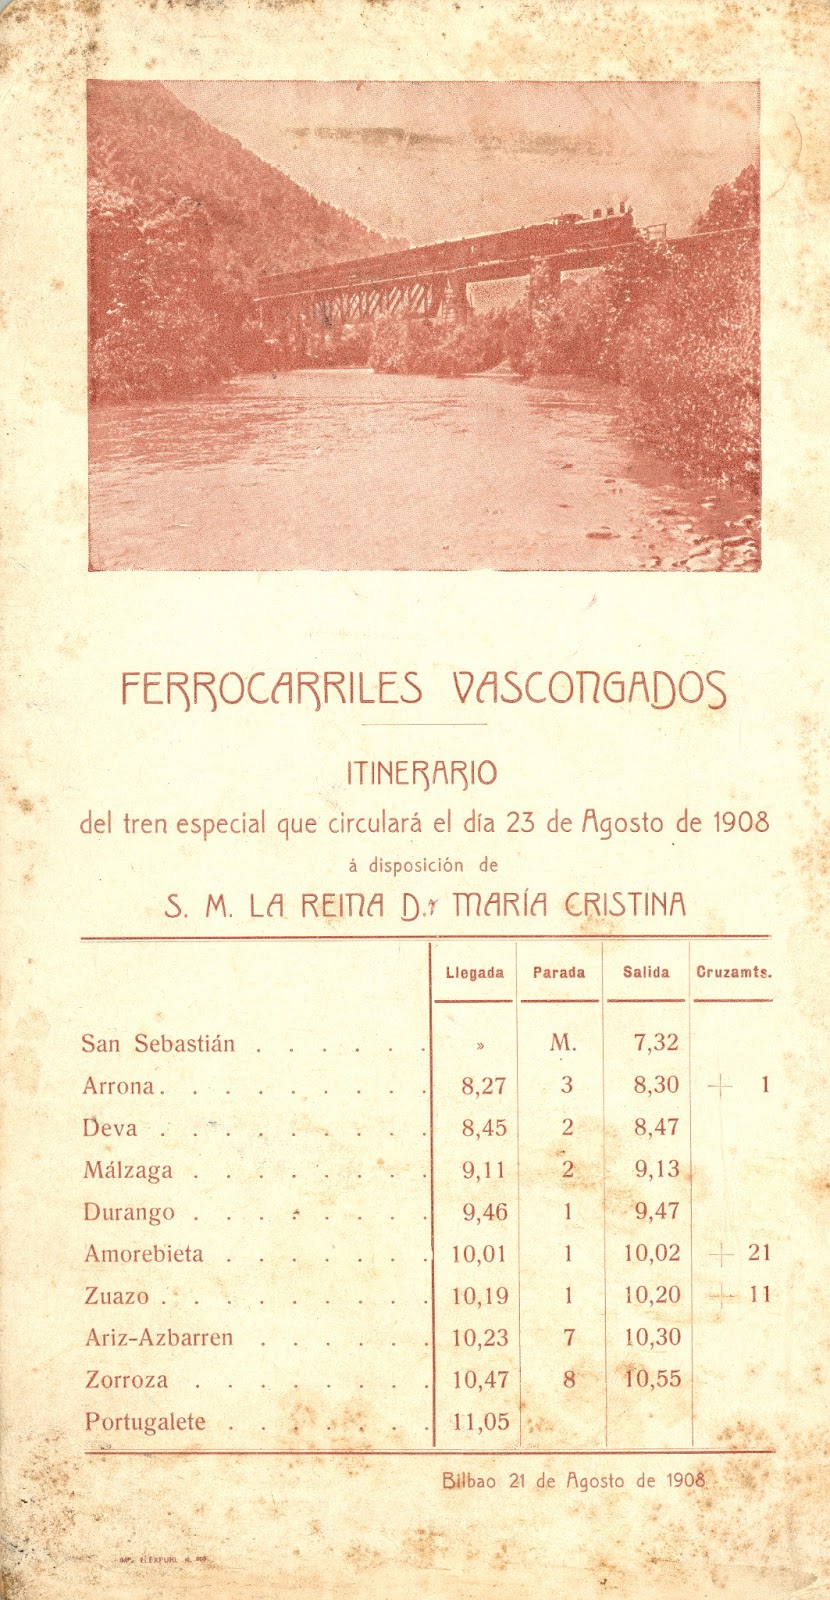 FERROCARRILES VASCONGADOS
ITINERARIO
del tren especial que circulará el día 23 de Agosto de 1908
á disposición de
S. M. LA REINA D.ª MARÍA CRISTINA
Llegada Parada Salida Cruzamts.
San Sebastián . . . . . . » M. 7,32
Arrona . . . . . . . . . 8,27 3 8,30 + 1
Deva . . . . . . . . . 8,45 2 8,47
Málzaga . . . . . . . . 9,11 2 9,13
Durango . . . . . . . . 9,46 1 9,47
Amorebieta . . . . . . . 10,01 1 10,02 + 21
Zuazo . . . . . . . . . 10,19 1 10,20 + 11
Ariz-Azbarren . . . . . . 10,23 7 10,30
Zorroza . . . . . . . . 10,47 8 10,55
Portugalete . . . . . . . 11,05
Bilbao 21 de Agosto de 1908
IMP.